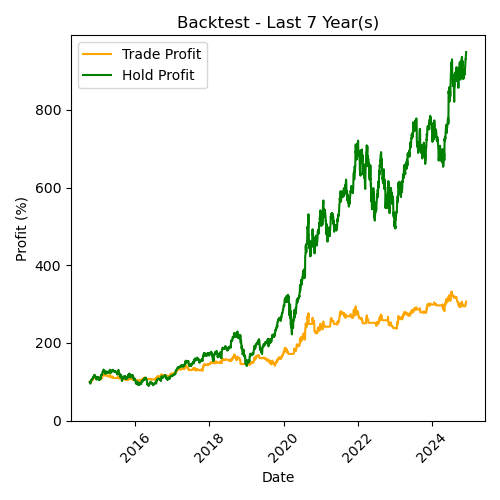 Backtest - Last 7 Year(s)
Trade Profit
Hold Profit
Profit (%)
800
600
400
200
0
2016
2018
2020
2022
2024
Date